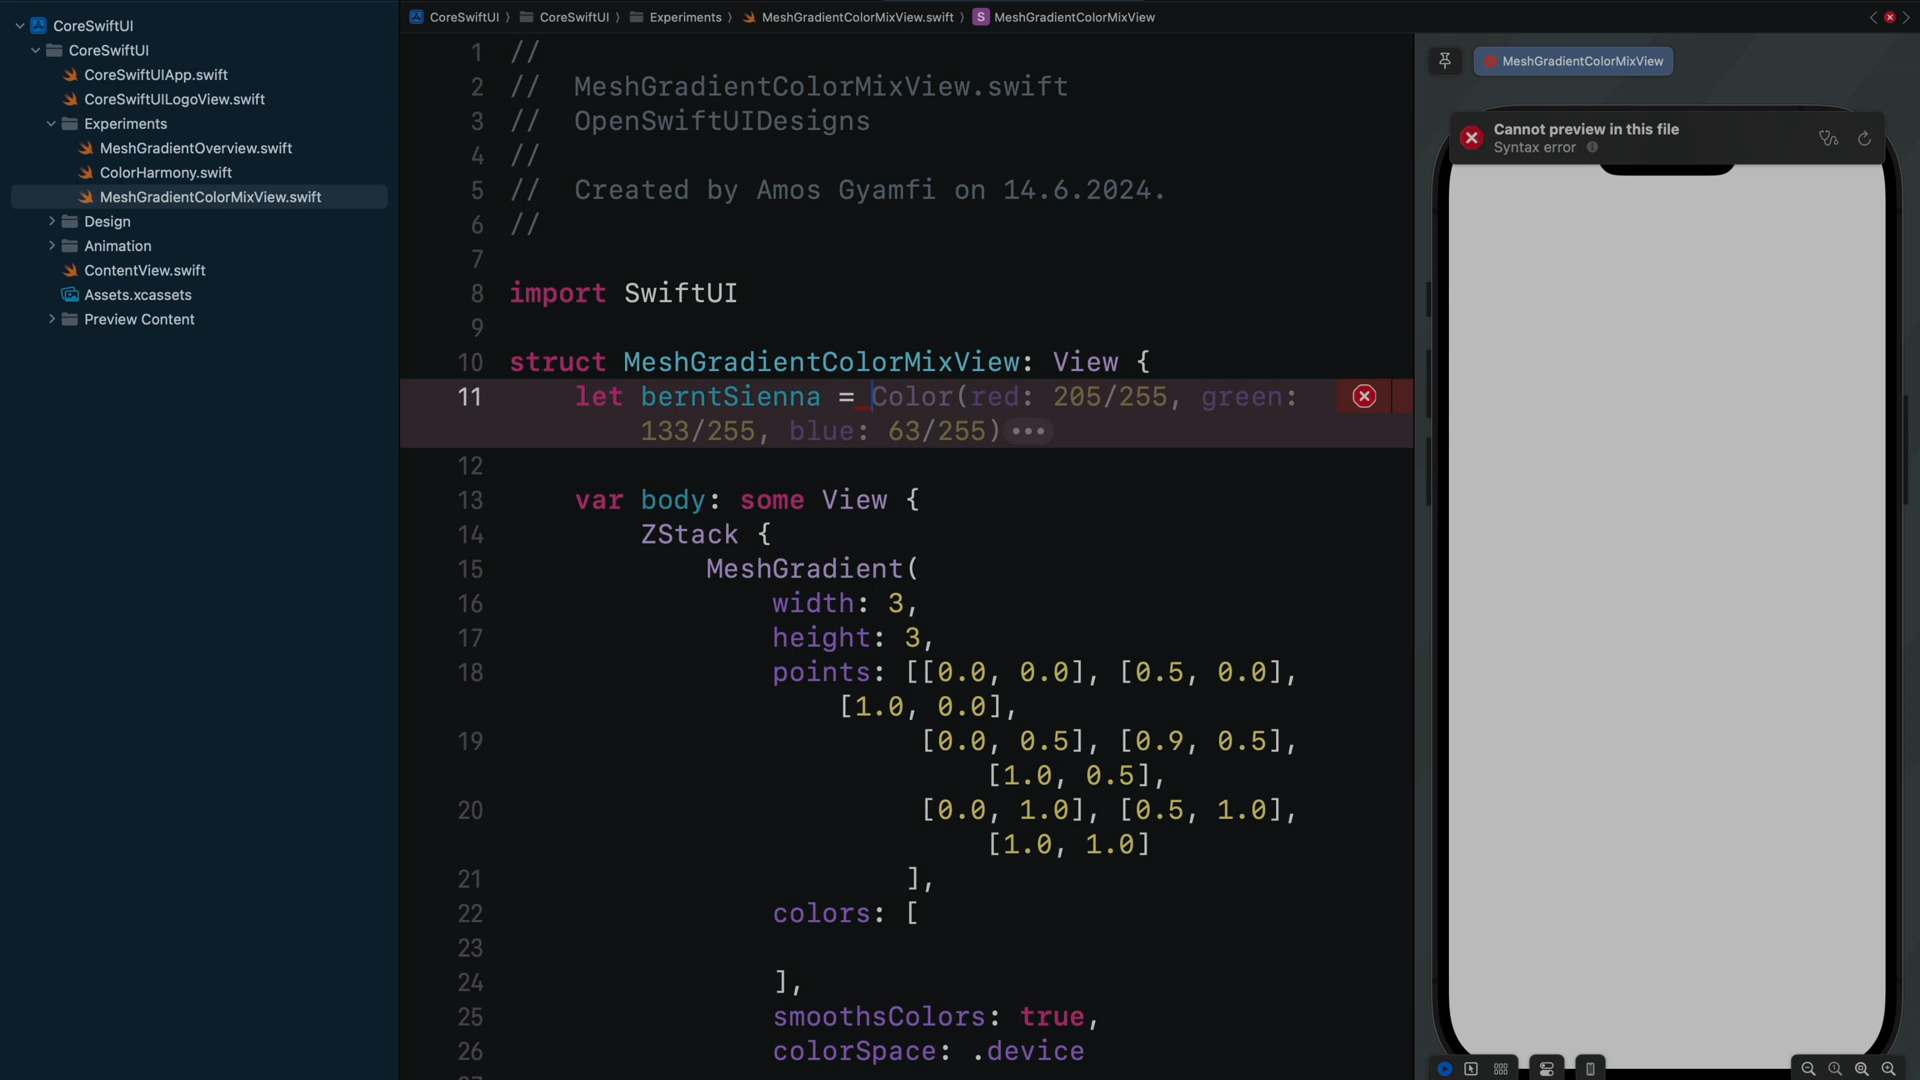 CoreSwiftUI
CoreSwiftUI
CoreSwiftUIApp.swift
CoreSwiftUILogoView.swift
Experiments
MeshGradientOverview.swift
ColorHarmony.swift
MeshGradientColorMixView.swift
Design
Animation
ContentView.swift
Assets.xcassets
Preview Content
CoreSwiftUI 〉 CoreSwiftUI 〉 Experiments 〉 MeshGradientColorMixView.swift 〉 S MeshGradientColorMixView
1 //
2 //  MeshGradientColorMixView.swift
3 //  OpenSwiftUIDesigns
4 //
5 //  Created by Amos Gyamfi on 14.6.2024.
6 //
7
8 import SwiftUI
9
10 struct MeshGradientColorMixView: View {
11     let berntSienna = Color(red: 205/255, green:
133/255, blue: 63/255) •••
12
13     var body: some View {
14         ZStack {
15             MeshGradient(
16                 width: 3,
17                 height: 3,
18                 points: [[0.0, 0.0], [0.5, 0.0],
[1.0, 0.0],
19                          [0.0, 0.5], [0.9, 0.5],
[1.0, 0.5],
20                          [0.0, 1.0], [0.5, 1.0],
[1.0, 1.0]
21                         ],
22                 colors: [
23
24                 ],
25                 smoothsColors: true,
26                 colorSpace: .device
MeshGradientColorMixView
Cannot preview in this file
Syntax error